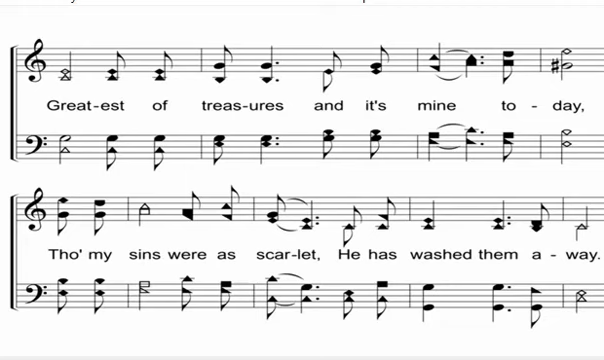 Great-est of treas-ures and it's mine to - day,
Tho' my sins were as scar-let, He has washed them a - way.